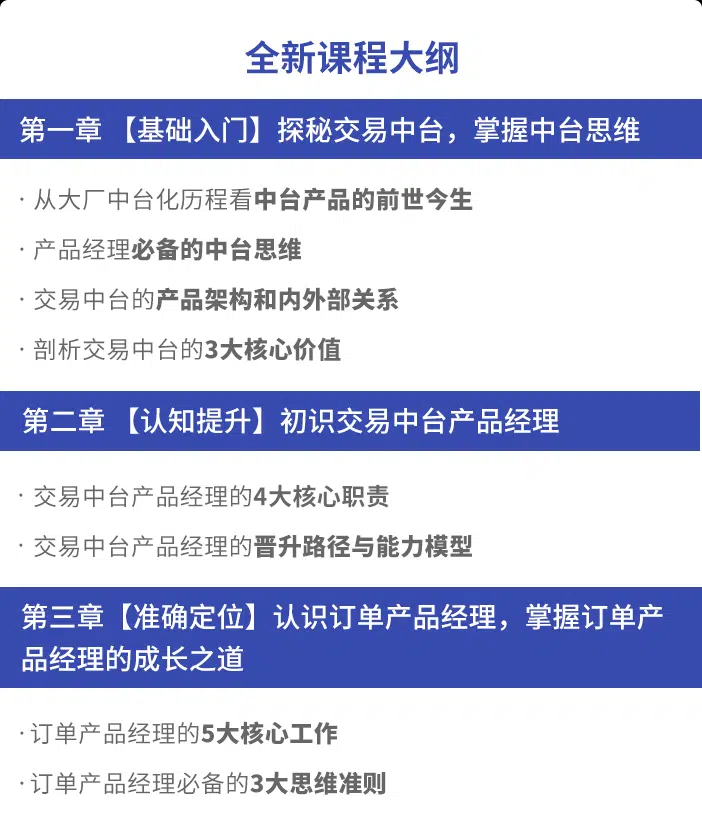 全新课程大纲
第一章 【基础入门】探秘交易中台，掌握中台思维
· 从大厂中台化历程看中台产品的前世今生
· 产品经理必备的中台思维
· 交易中台的产品架构和内外部关系
· 剖析交易中台的3大核心价值
第二章 【认知提升】初识交易中台产品经理
· 交易中台产品经理的4大核心职责
· 交易中台产品经理的晋升路径与能力模型
第三章【准确定位】认识订单产品经理，掌握订单产
品经理的成长之道
· 订单产品经理的5大核心工作
· 订单产品经理必备的3大思维准则